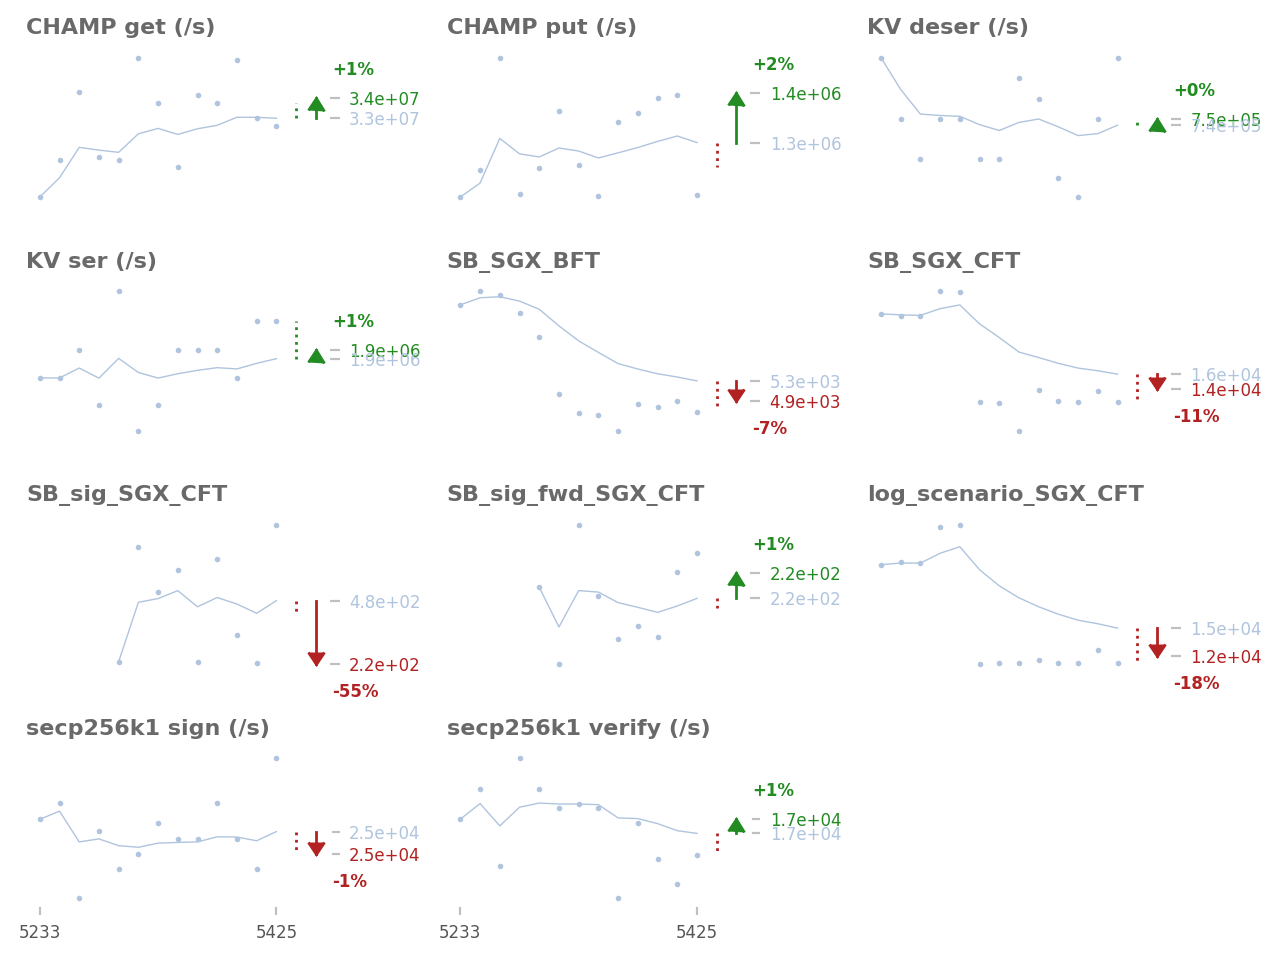 CHAMP get (/s)
+1%
3.4e+07
3.3e+07
CHAMP put (/s)
+2%
1.4e+06
1.3e+06
KV deser (/s)
+0%
7.5e+05
7.4e+05
KV ser (/s)
+1%
1.9e+06
1.9e+06
SB_SGX_BFT
5.3e+03
4.9e+03
-7%
SB_SGX_CFT
1.6e+04
1.4e+04
-11%
SB_sig_SGX_CFT
4.8e+02
2.2e+02
-55%
SB_sig_fwd_SGX_CFT
+1%
2.2e+02
2.2e+02
log_scenario_SGX_CFT
1.5e+04
1.2e+04
-18%
secp256k1 sign (/s)
2.5e+04
2.5e+04
-1%
5233 5425
secp256k1 verify (/s)
+1%
1.7e+04
1.7e+04
5233 5425